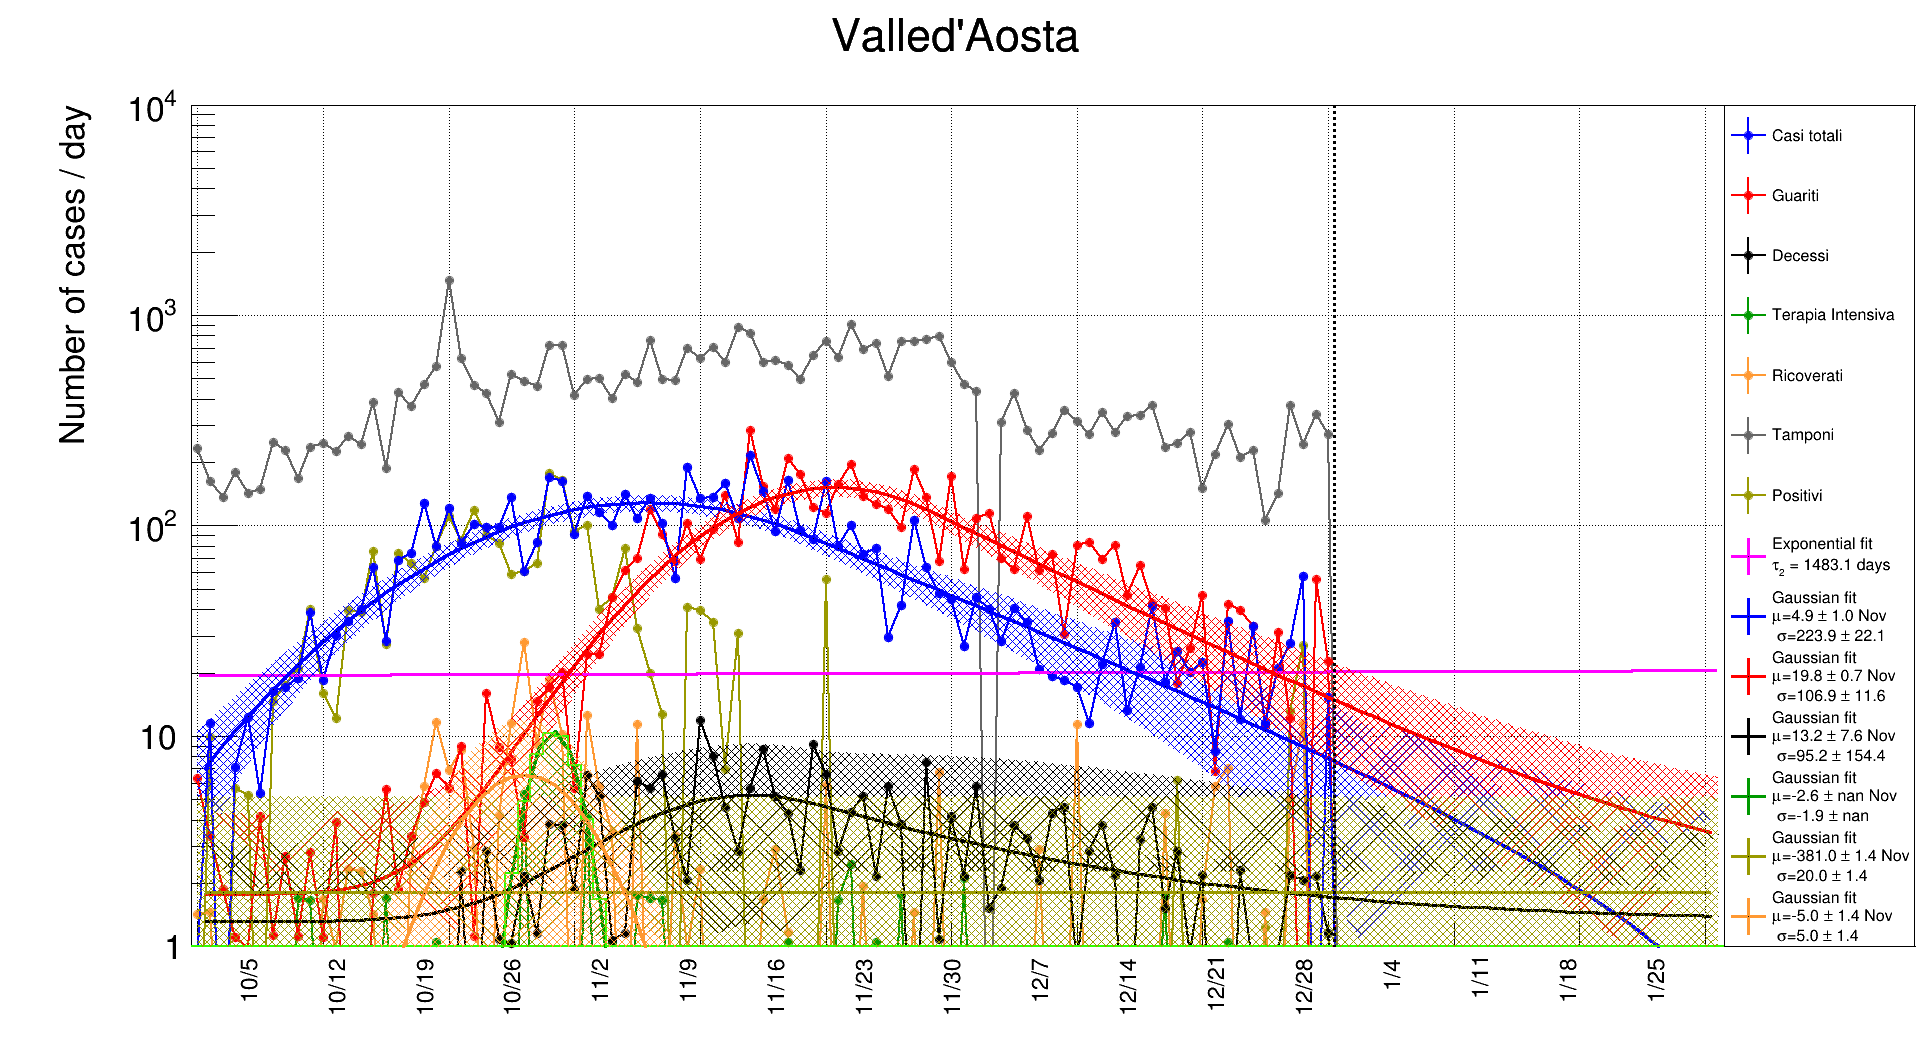 Valled'Aosta
Number of cases / day
10⁴
10³
10²
10
1
10/5
10/12
10/19
10/26
11/2
11/9
11/16
11/23
11/30
12/7
12/14
12/21
12/28
1/4
1/11
1/18
1/25
Casi totali
Guariti
Decessi
Terapia Intensiva
Ricoverati
Tamponi
Positivi
Exponential fit
τ₂ = 1483.1 days
Gaussian fit
μ=4.9 ± 1.0 Nov
σ=223.9 ± 22.1
Gaussian fit
μ=19.8 ± 0.7 Nov
σ=106.9 ± 11.6
Gaussian fit
μ=13.2 ± 7.6 Nov
σ=95.2 ± 154.4
Gaussian fit
μ=-2.6 ± nan Nov
σ=-1.9 ± nan
Gaussian fit
μ=-381.0 ± 1.4 Nov
σ=20.0 ± 1.4
Gaussian fit
μ=-5.0 ± 1.4 Nov
σ=5.0 ± 1.4